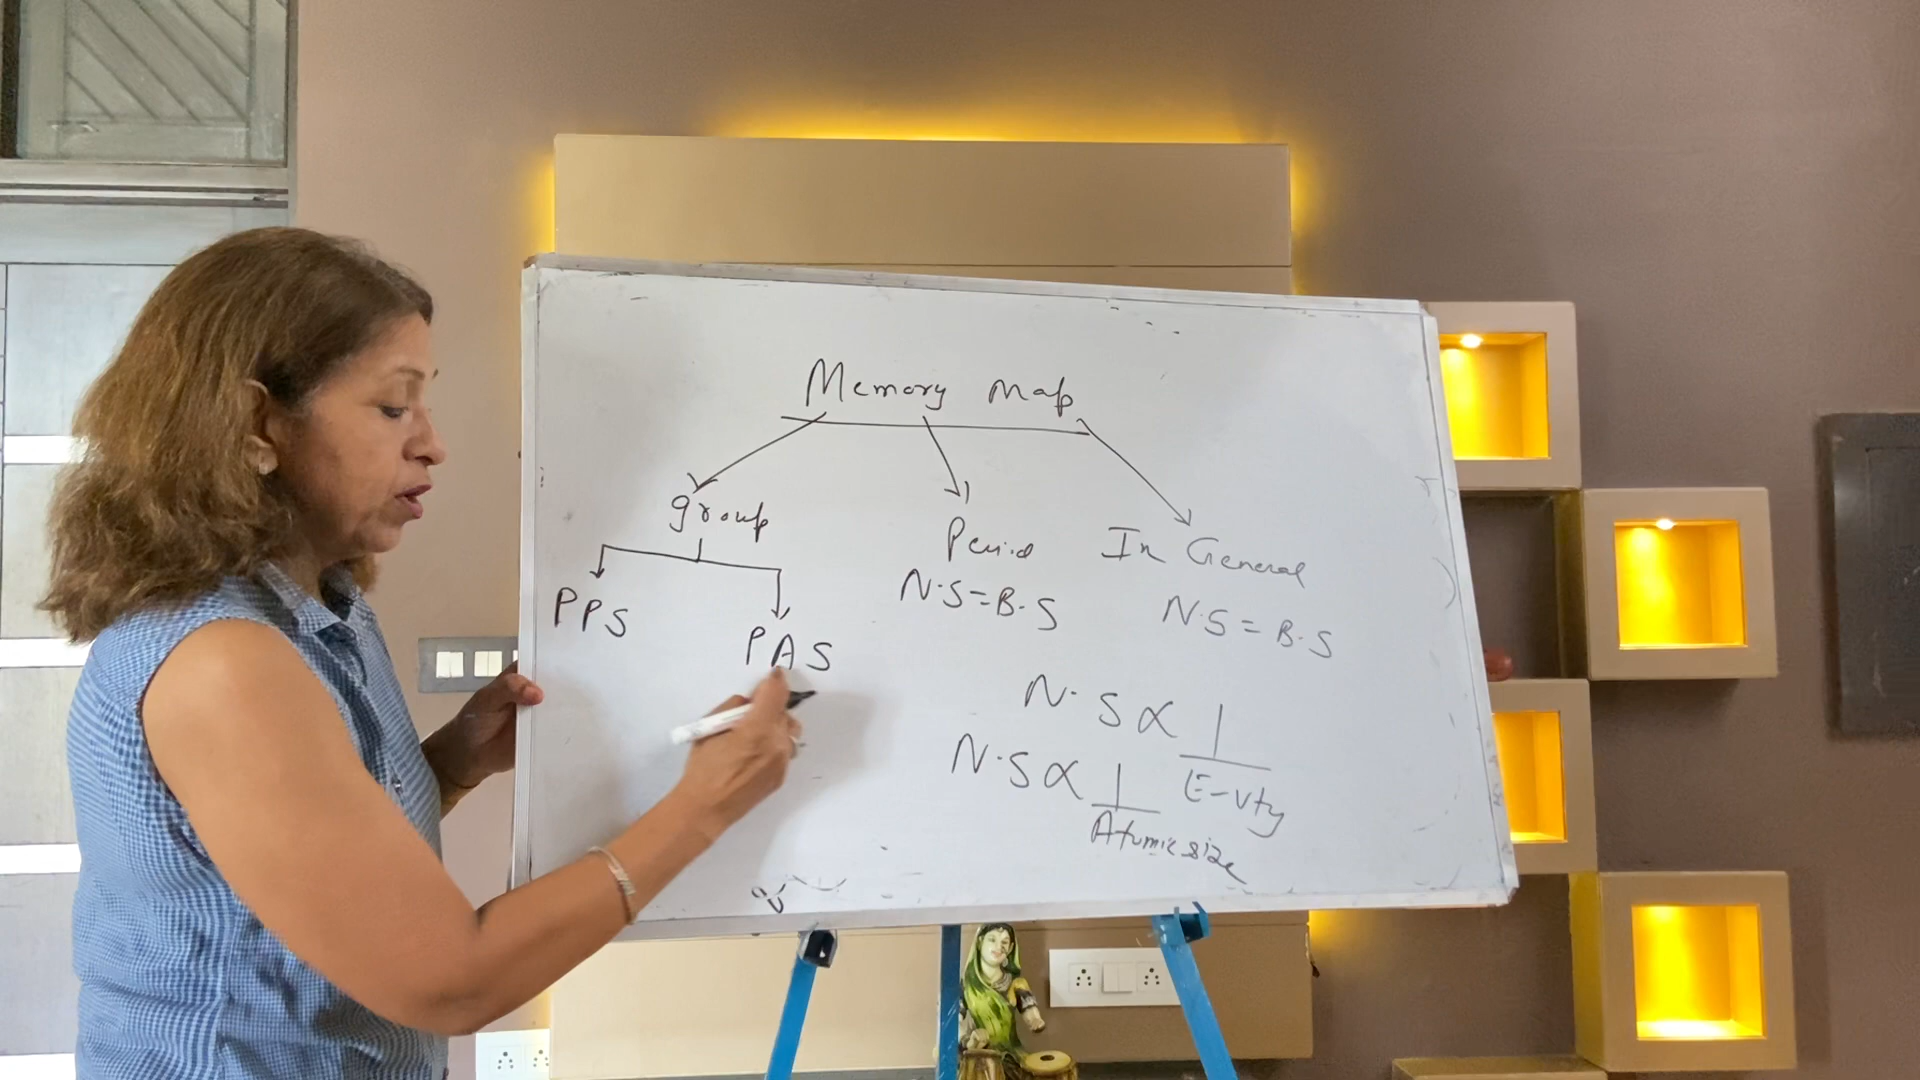 Memory Map
group
Period
In General
PPS
PAS
N.S=B.S
N.S = B.S
N.S ∝ 1
E-vty
N.S ∝ 1
Atomic size